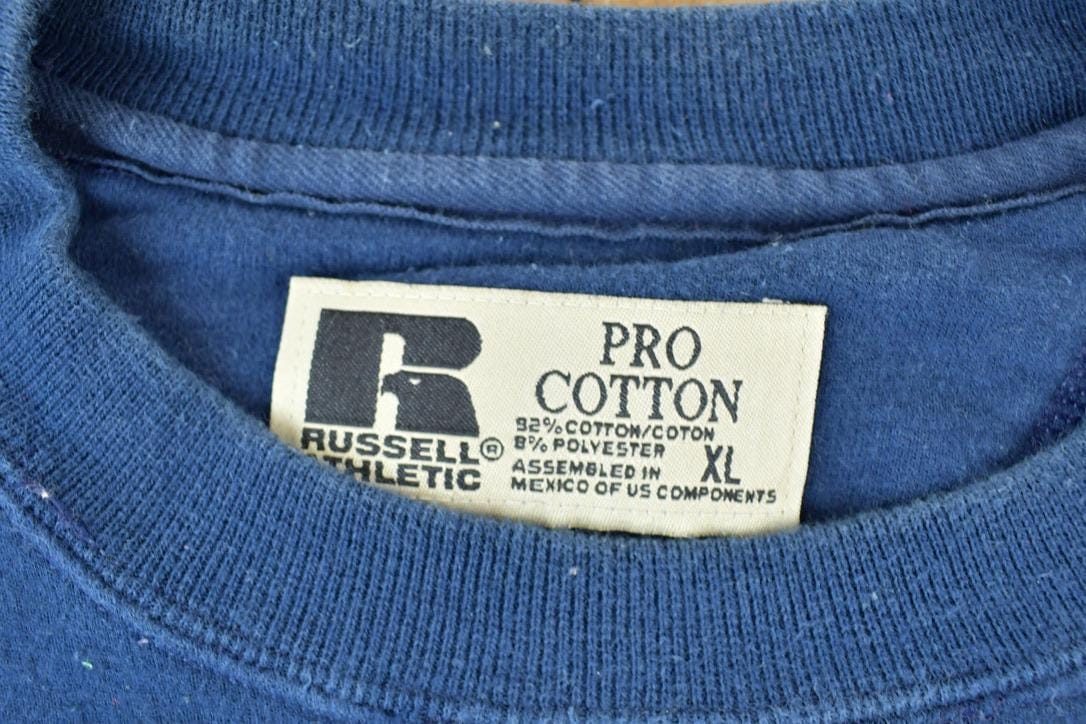 PRO
COTTON
92% COTTON/COTON
8% POLYESTER
XL
ASSEMBLED IN
MEXICO OF US COMPONENTS
RUSSELL®
ATHLETIC